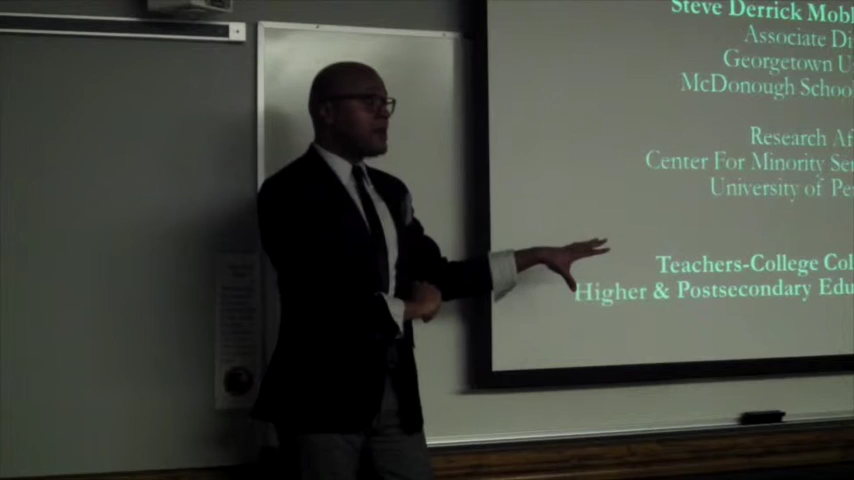 Steve Derrick Mobl
Associate Di
Georgetown U
McDonough School
Research Af
Center For Minority Se
University of Pe
Teachers-College Col
Higher & Postsecondary Edu